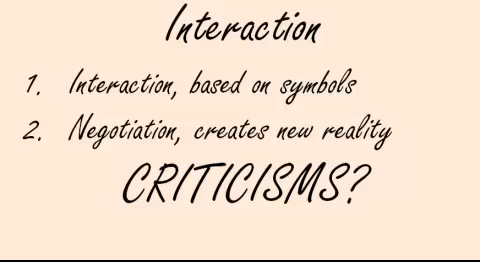 Interaction
1. Interaction, based on symbols
2. Negotiation, creates new reality
CRITICISMS?